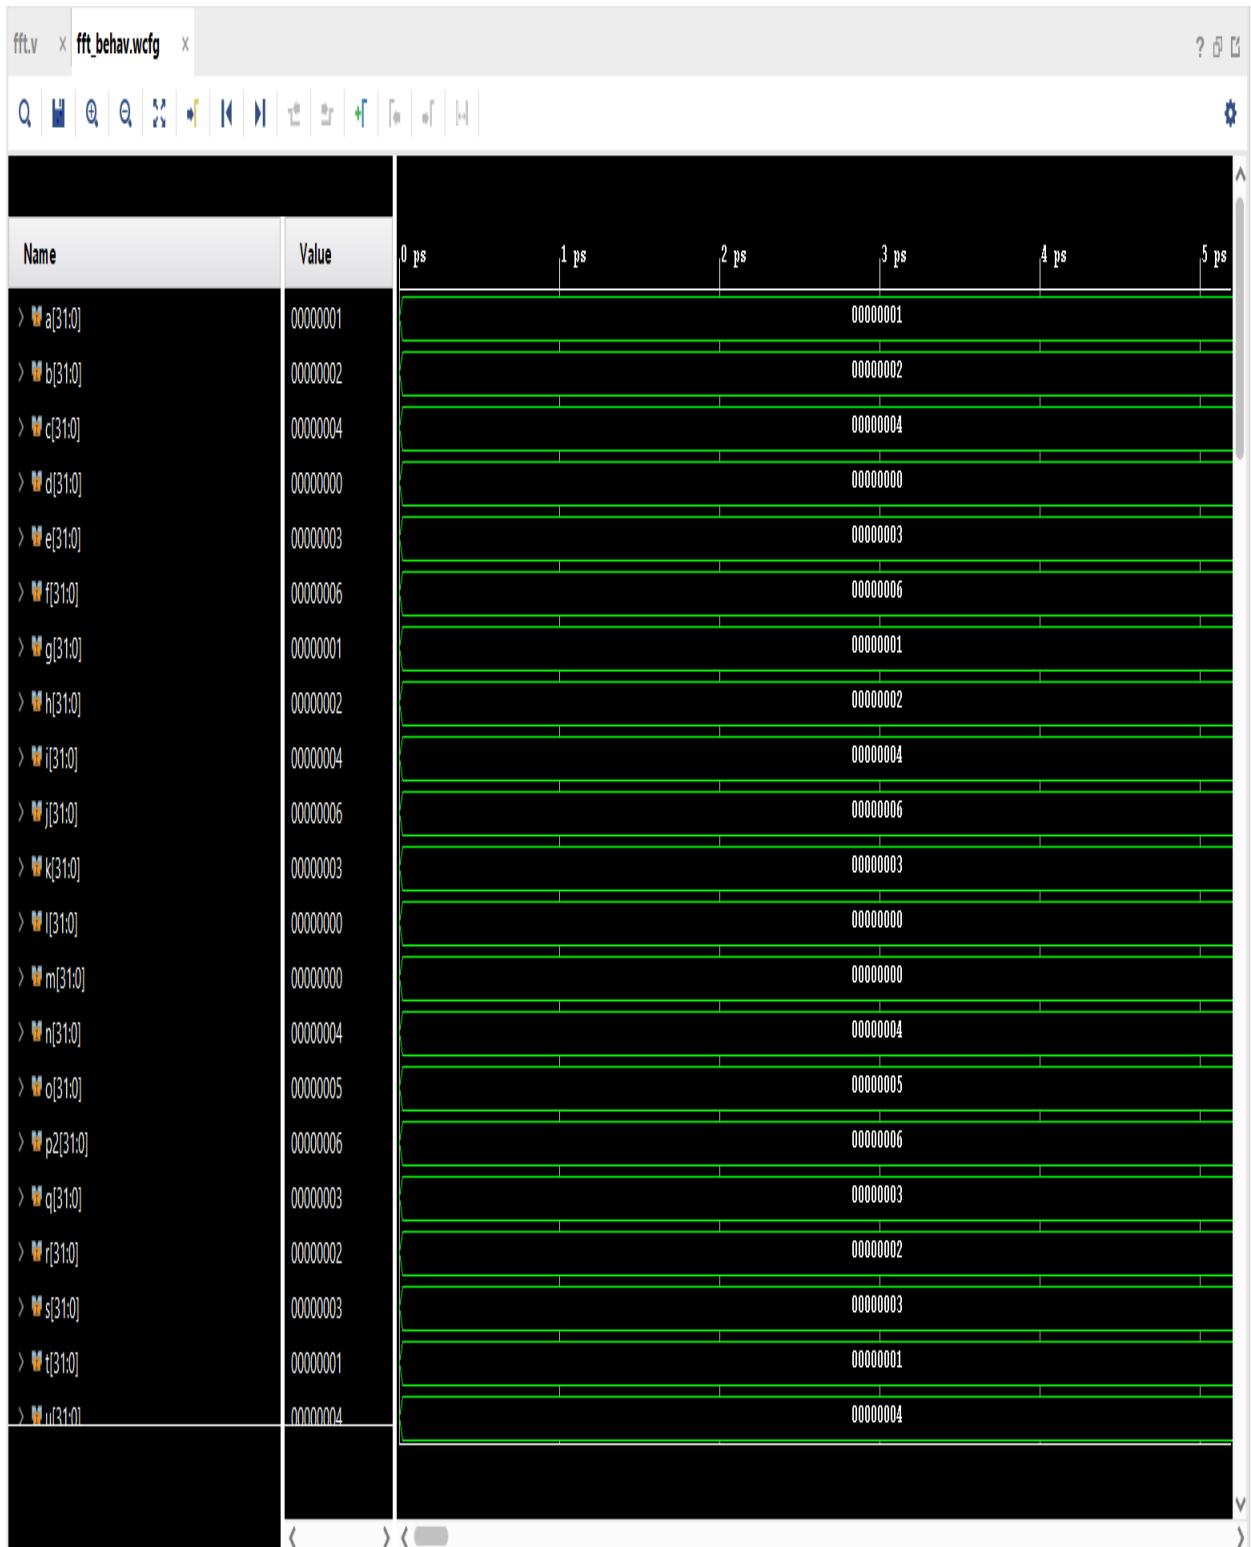 fft.v × fft_behav.wcfg × ?
Name Value 0 ps 1 ps 2 ps 3 ps 4 ps 5 ps
a[31:0] 00000001 00000001
b[31:0] 00000002 00000002
c[31:0] 00000004 00000004
d[31:0] 00000000 00000000
e[31:0] 00000003 00000003
f[31:0] 00000006 00000006
g[31:0] 00000001 00000001
h[31:0] 00000002 00000002
i[31:0] 00000004 00000004
j[31:0] 00000006 00000006
k[31:0] 00000003 00000003
l[31:0] 00000000 00000000
m[31:0] 00000000 00000000
n[31:0] 00000004 00000004
o[31:0] 00000005 00000005
p2[31:0] 00000006 00000006
q[31:0] 00000003 00000003
r[31:0] 00000002 00000002
s[31:0] 00000003 00000003
t[31:0] 00000001 00000001
u[31:0] 00000004 00000004